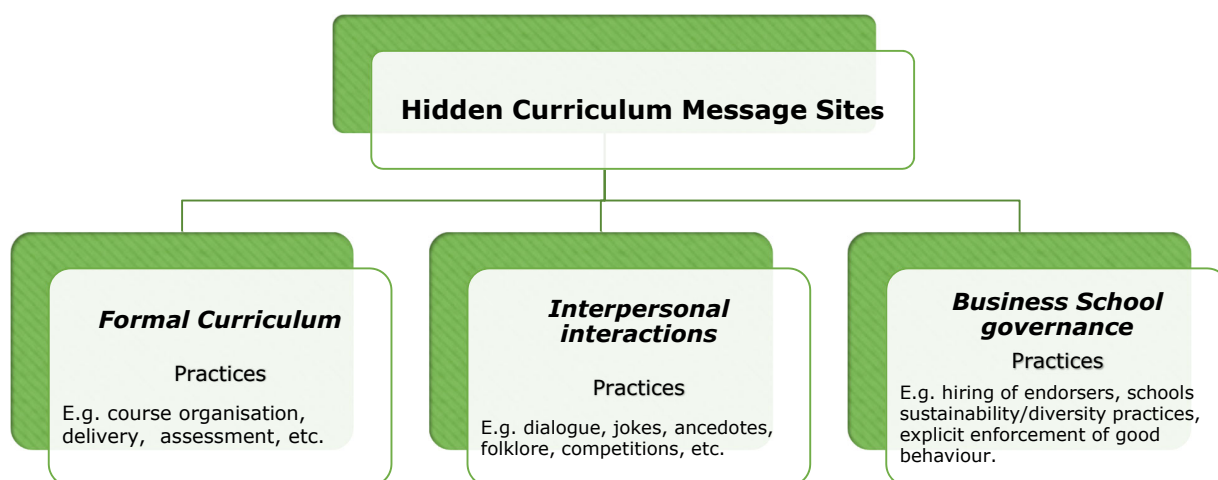 Hidden Curriculum Message Sites
Formal Curriculum
Practices
E.g. course organisation,
delivery, assessment, etc.
Interpersonal
interactions
Practices
E.g. dialogue, jokes, ancedotes,
folklore, competitions, etc.
Business School
governance
Practices
E.g. hiring of endorsers, schools
sustainability/diversity practices,
explicit enforcement of good
behaviour.